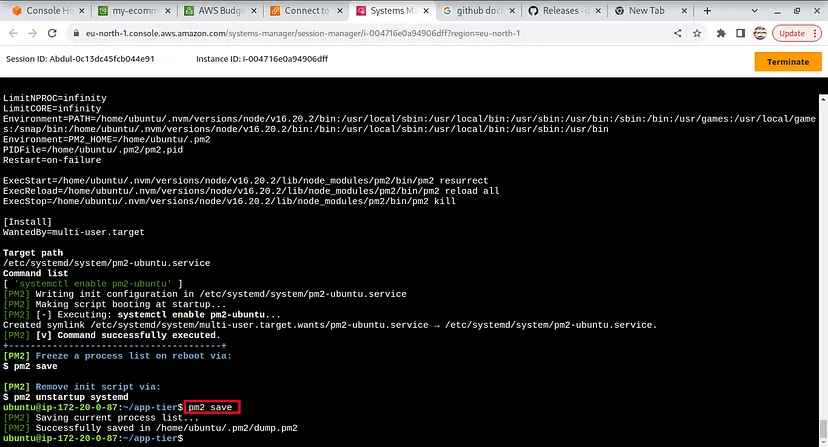 Console Ho
my-ecomm
AWS Budge
Connect to
Systems Ma
github doc
Releases - d
New Tab
eu-north-1.console.aws.amazon.com/systems-manager/session-manager/i-004716e0a94906dff?region=eu-north-1
Update
Session ID: Abdul-0c13dc45fcb044e91
Instance ID: i-004716e0a94906dff
Terminate
LimitNPROC=infinity
LimitCORE=infinity
Environment=PATH=/home/ubuntu/.nvm/versions/node/v16.20.2/bin:/usr/local/sbin:/usr/local/bin:/usr/sbin:/usr/bin:/sbin:/bin:/usr/games:/usr/local/game
s:/snap/bin:/home/ubuntu/.nvm/versions/node/v16.20.2/bin:/usr/local/bin:/usr/local/sbin:/usr/bin:/usr/sbin:/usr/bin
Environment=PM2_HOME=/home/ubuntu/.pm2
PIDFile=/home/ubuntu/.pm2/pm2.pid
Restart=on-failure
ExecStart=/home/ubuntu/.nvm/versions/node/v16.20.2/lib/node_modules/pm2/bin/pm2 resurrect
ExecReload=/home/ubuntu/.nvm/versions/node/v16.20.2/lib/node_modules/pm2/bin/pm2 reload all
ExecStop=/home/ubuntu/.nvm/versions/node/v16.20.2/lib/node_modules/pm2/bin/pm2 kill
[Install]
WantedBy=multi-user.target
Target path
/etc/systemd/system/pm2-ubuntu.service
Command list
[ 'systemctl enable pm2-ubuntu' ]
[PM2] Writing init configuration in /etc/systemd/system/pm2-ubuntu.service
[PM2] Making script booting at startup...
[PM2] [-] Executing: systemctl enable pm2-ubuntu...
Created symlink /etc/systemd/system/multi-user.target.wants/pm2-ubuntu.service → /etc/systemd/system/pm2-ubuntu.service.
[PM2] [v] Command successfully executed.
+---------------------------------------+
[PM2] Freeze a process list on reboot via:
$ pm2 save
[PM2] Remove init script via:
$ pm2 unstartup systemd
ubuntu@ip-172-20-0-87:~/app-tier$ pm2 save
[PM2] Saving current process list...
[PM2] Successfully saved in /home/ubuntu/.pm2/dump.pm2
ubuntu@ip-172-20-0-87:~/app-tier$